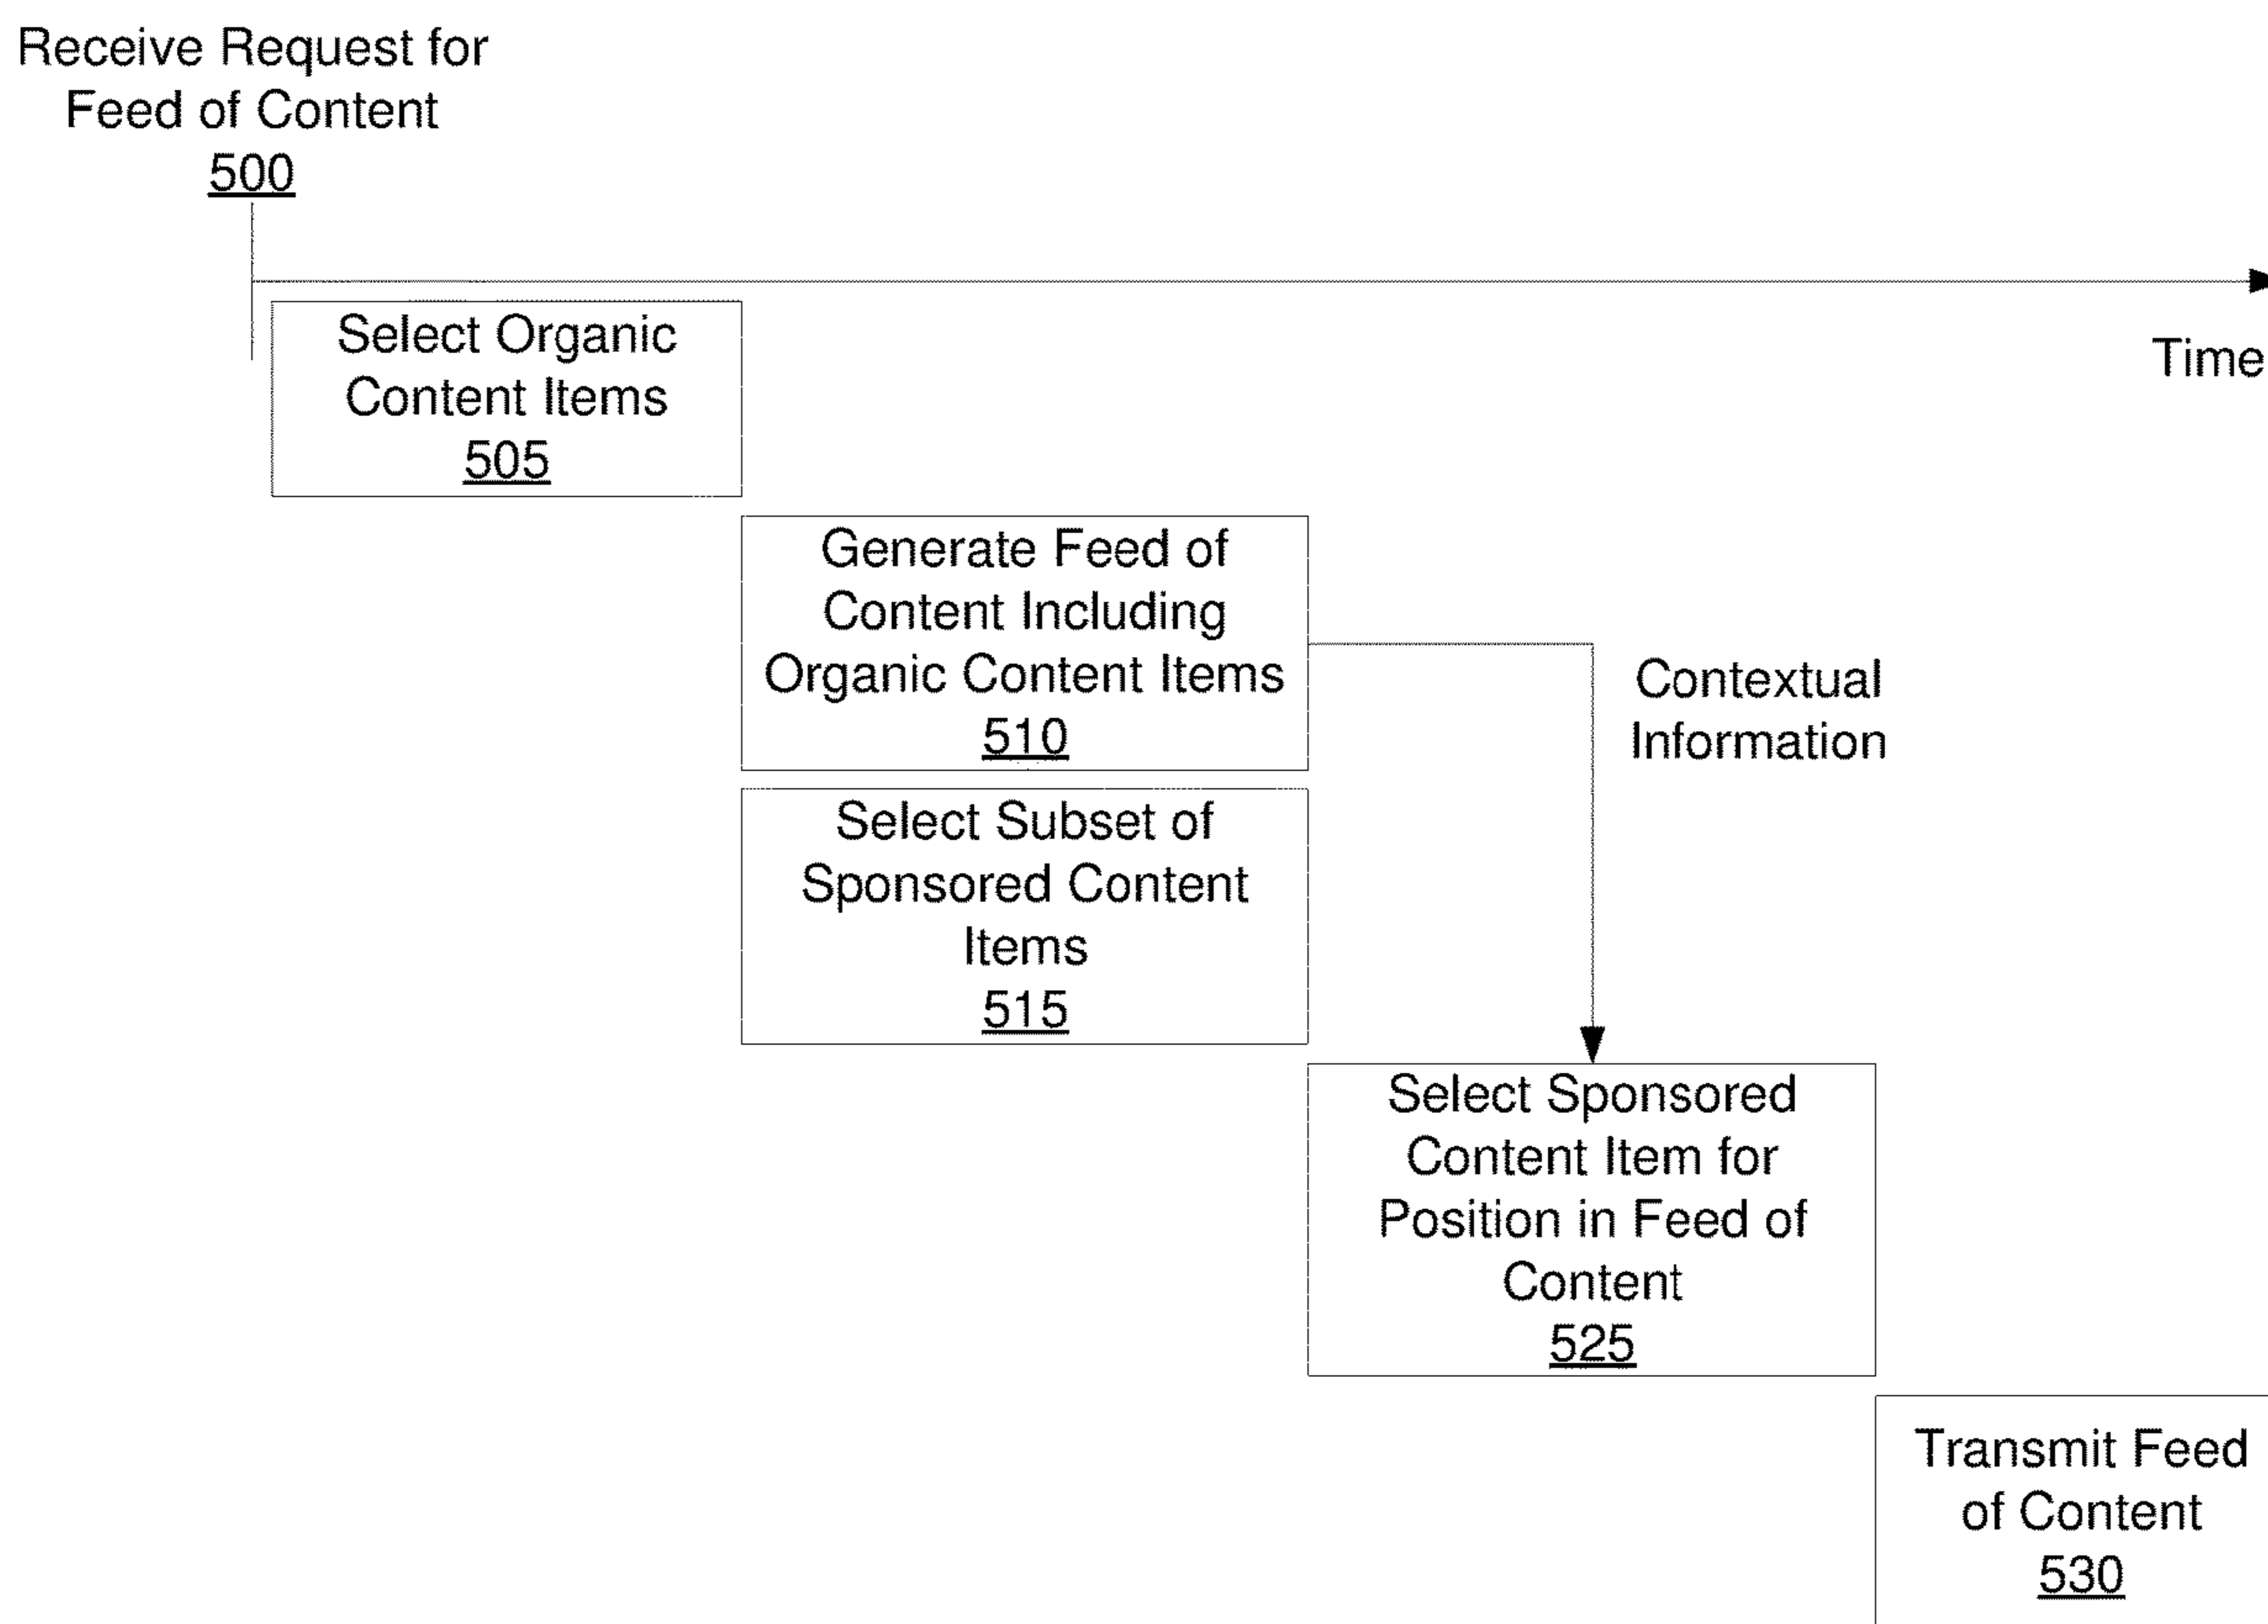 Receive Request for
Feed of Content
500
Time
Select Organic
Content Items
505
Generate Feed of
Content Including
Organic Content Items
510
Contextual
Information
Select Subset of
Sponsored Content
Items
515
Select Sponsored
Content Item for
Position in Feed of
Content
525
Transmit Feed
of Content
530